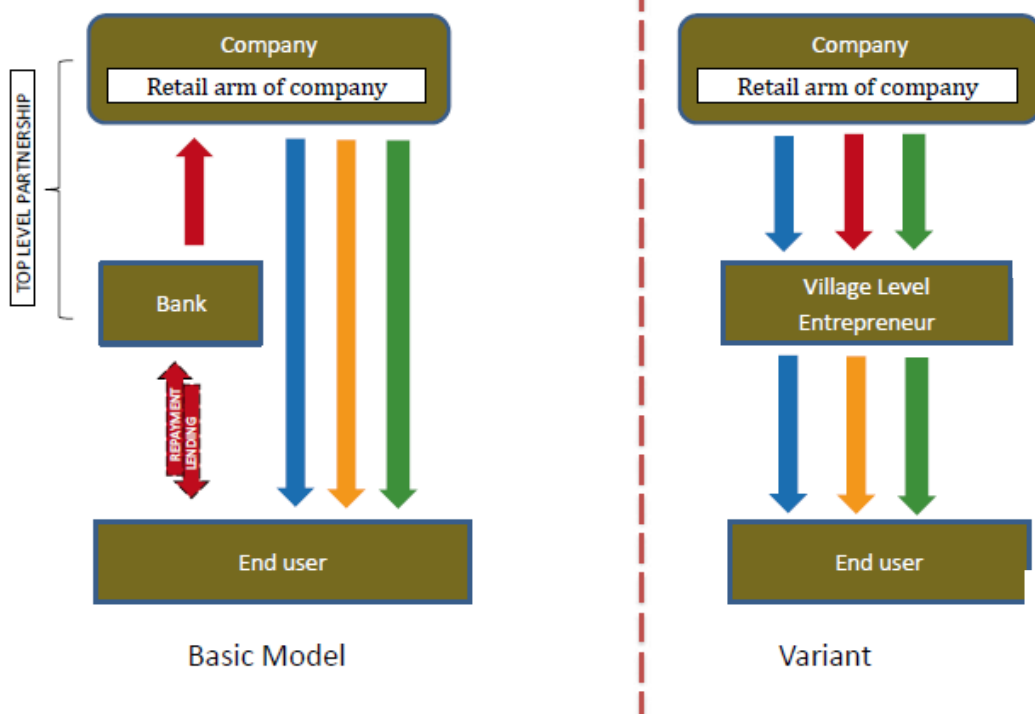 Company
Retail arm of company
TOP LEVEL PARTNERSHIP
Bank
REPAYMENT
LENDING
End user
Basic Model
Company
Retail arm of company
Village Level
Entrepreneur
End user
Variant